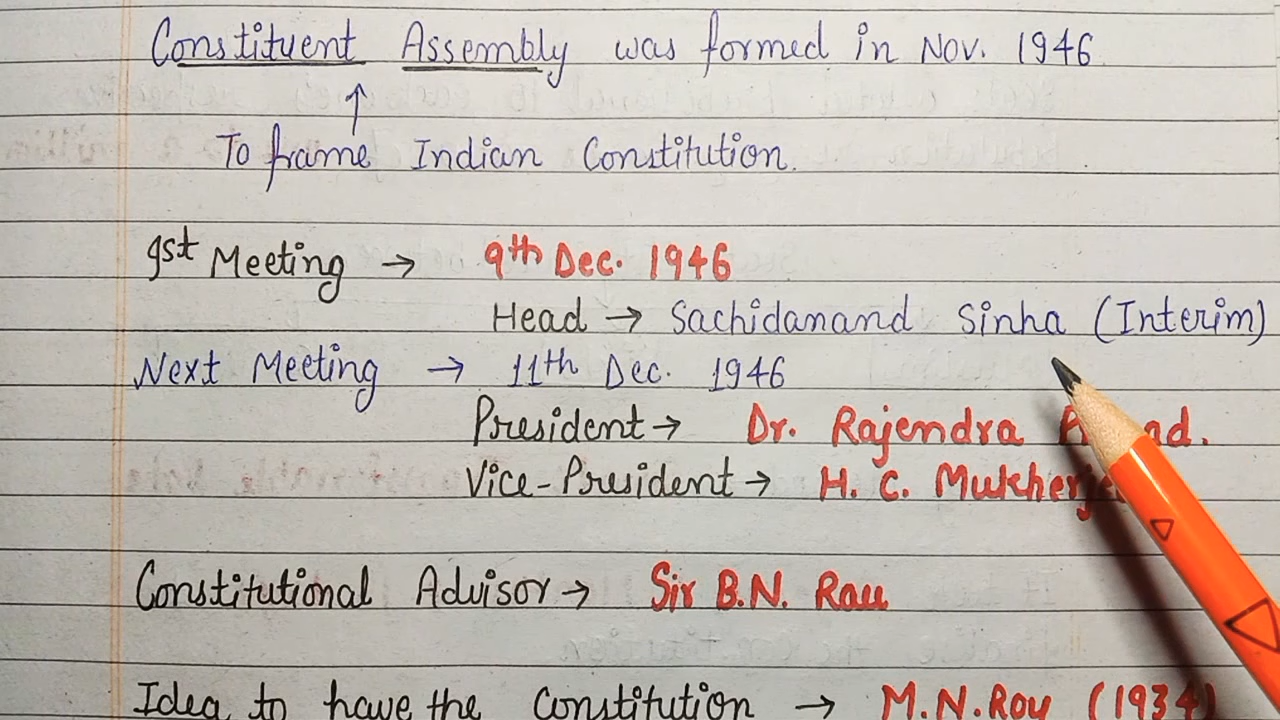 Constituent Assembly was formed in Nov. 1946
↑
To frame Indian Constitution.
Ist Meeting → 9th Dec. 1946
Head → Sachidanand Sinha (Interim)
Next Meeting → 11th Dec. 1946
President → Dr. Rajendra
Vice-President → H. C. Mukherjee
Constitutional Advisor → Sir B.N. Rau
Idea to have the Constitution → M.N. Roy (1934)